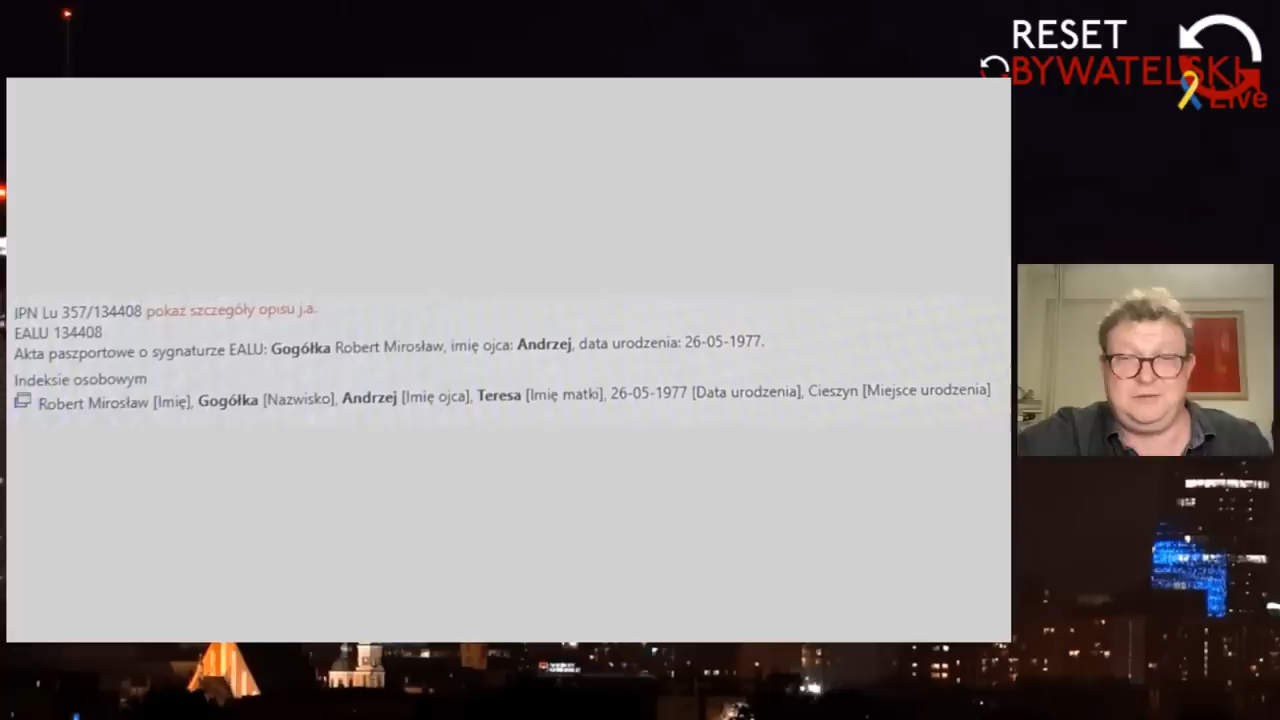 RESET
OBYWATELSKI
Live
IPN Lu 357/134408 pokaż szczegóły opisu j.a.
EALU 134408
Akta paszportowe o sygnaturze EALU: Gogółka Robert Mirosław, imię ojca: Andrzej, data urodzenia: 26-05-1977.
Indeksie osobowym
Robert Mirosław [Imię], Gogółka [Nazwisko], Andrzej [Imię ojca], Teresa [Imię matki], 26-05-1977 [Data urodzenia], Cieszyn [Miejsce urodzenia]